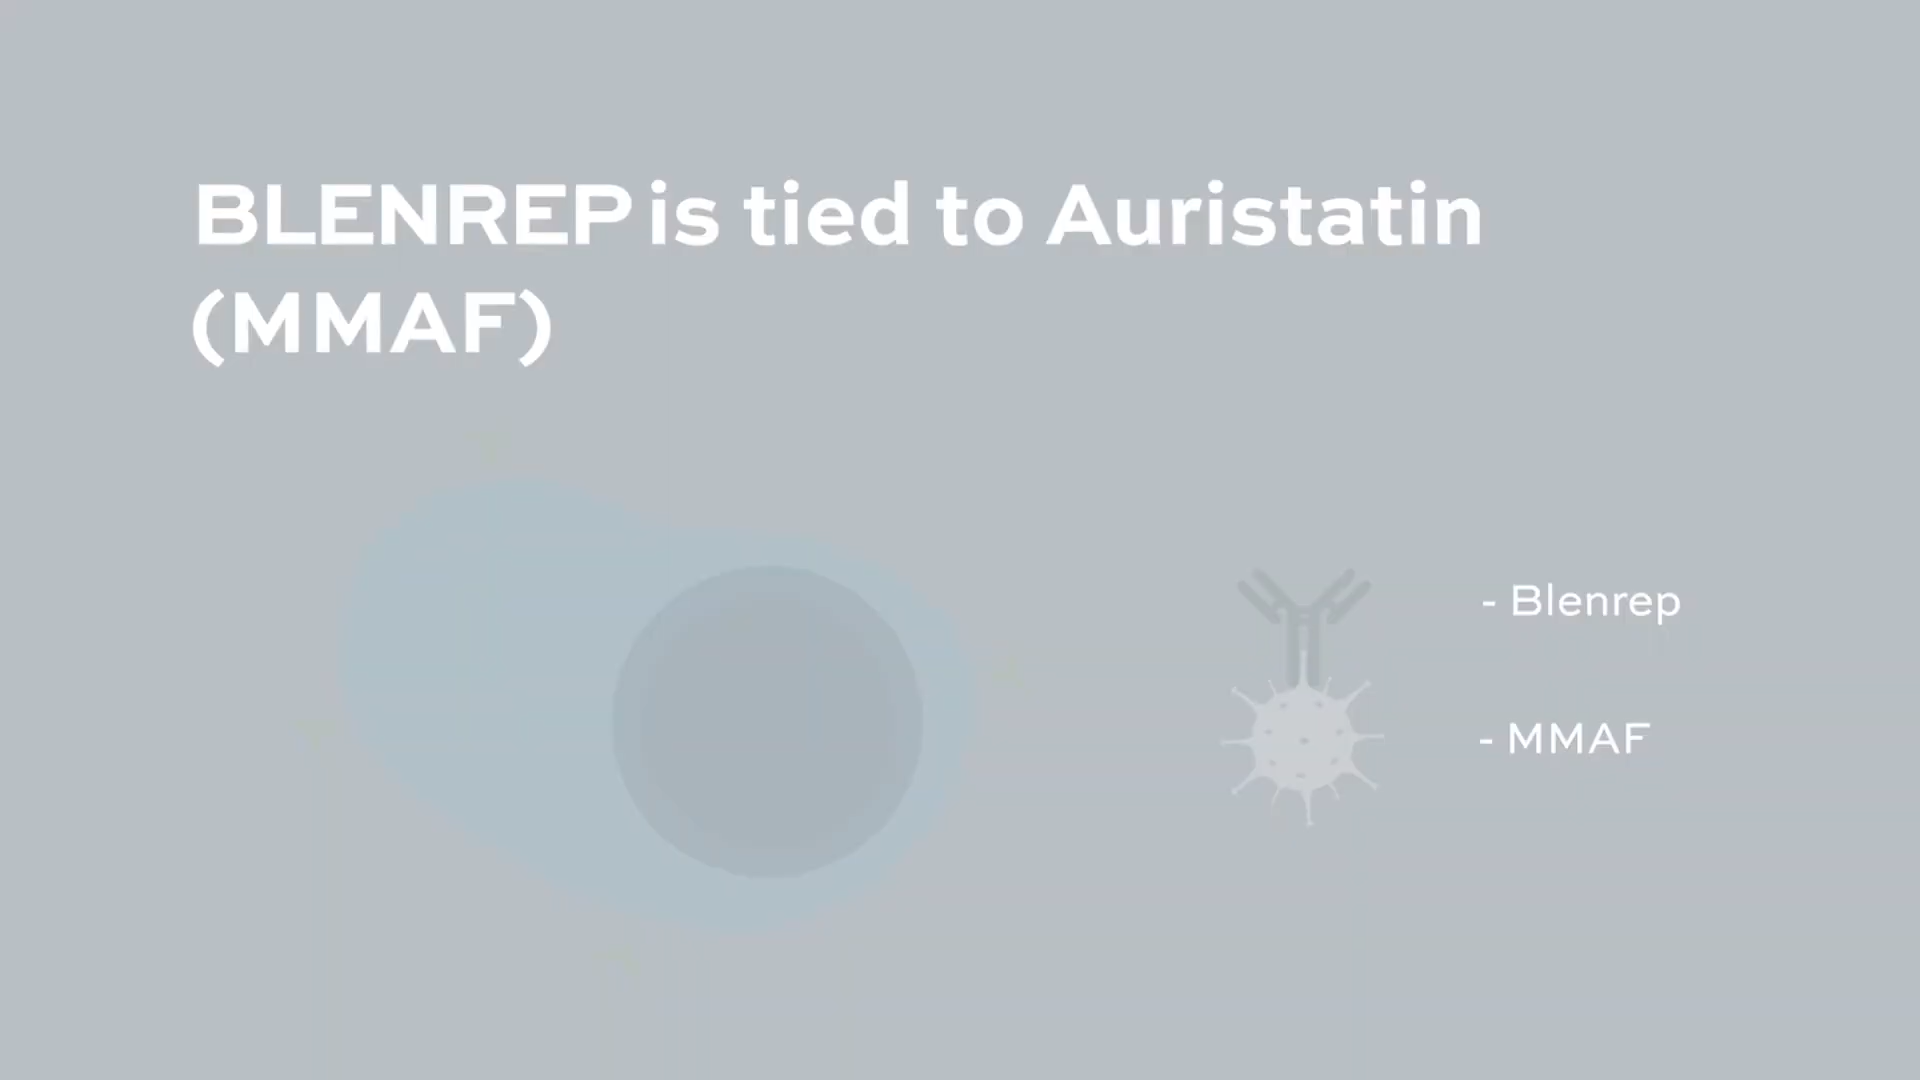 BLENREP is tied to Auristatin
(MMAF)
- Blenrep
- MMAF